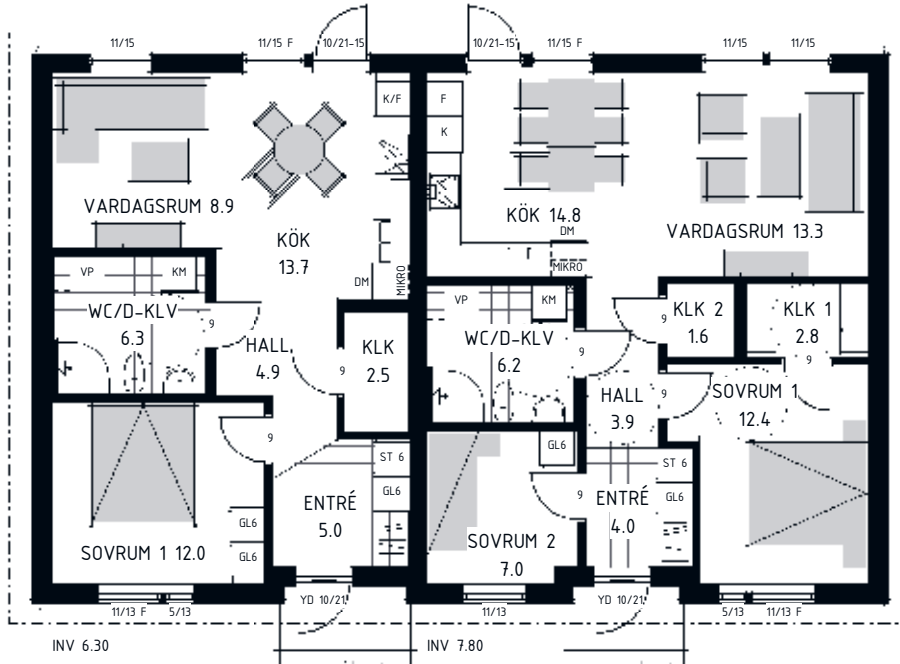 11/15
11/15 F
10/21-15
10/21-15
11/15 F
11/15
11/15
K/F
F
K
VARDAGSRUM 8.9
KÖK
13.7
KÖK 14.8
DM
VARDAGSRUM 13.3
MIKRO
DM
MIKRO
VP
KM
WC/D-KLV
6.3
9
HALL
4.9
9
KLK
2.5
VP
KM
WC/D-KLV
6.2
9
9
KLK 2
1.6
KLK 1
2.8
9
HALL
3.9
9
SOVRUM 1
12.4
9
ST 6
GL6
ENTRÉ
5.0
GL6
GL6
SOVRUM 1 12.0
GL6
9
ST 6
GL6
ENTRÉ
4.0
SOVRUM 2
7.0
11/13 F
5/13
YD 10/21
11/13
YD 10/21
5/13
11/13 F
INV 6.30
INV 7.80